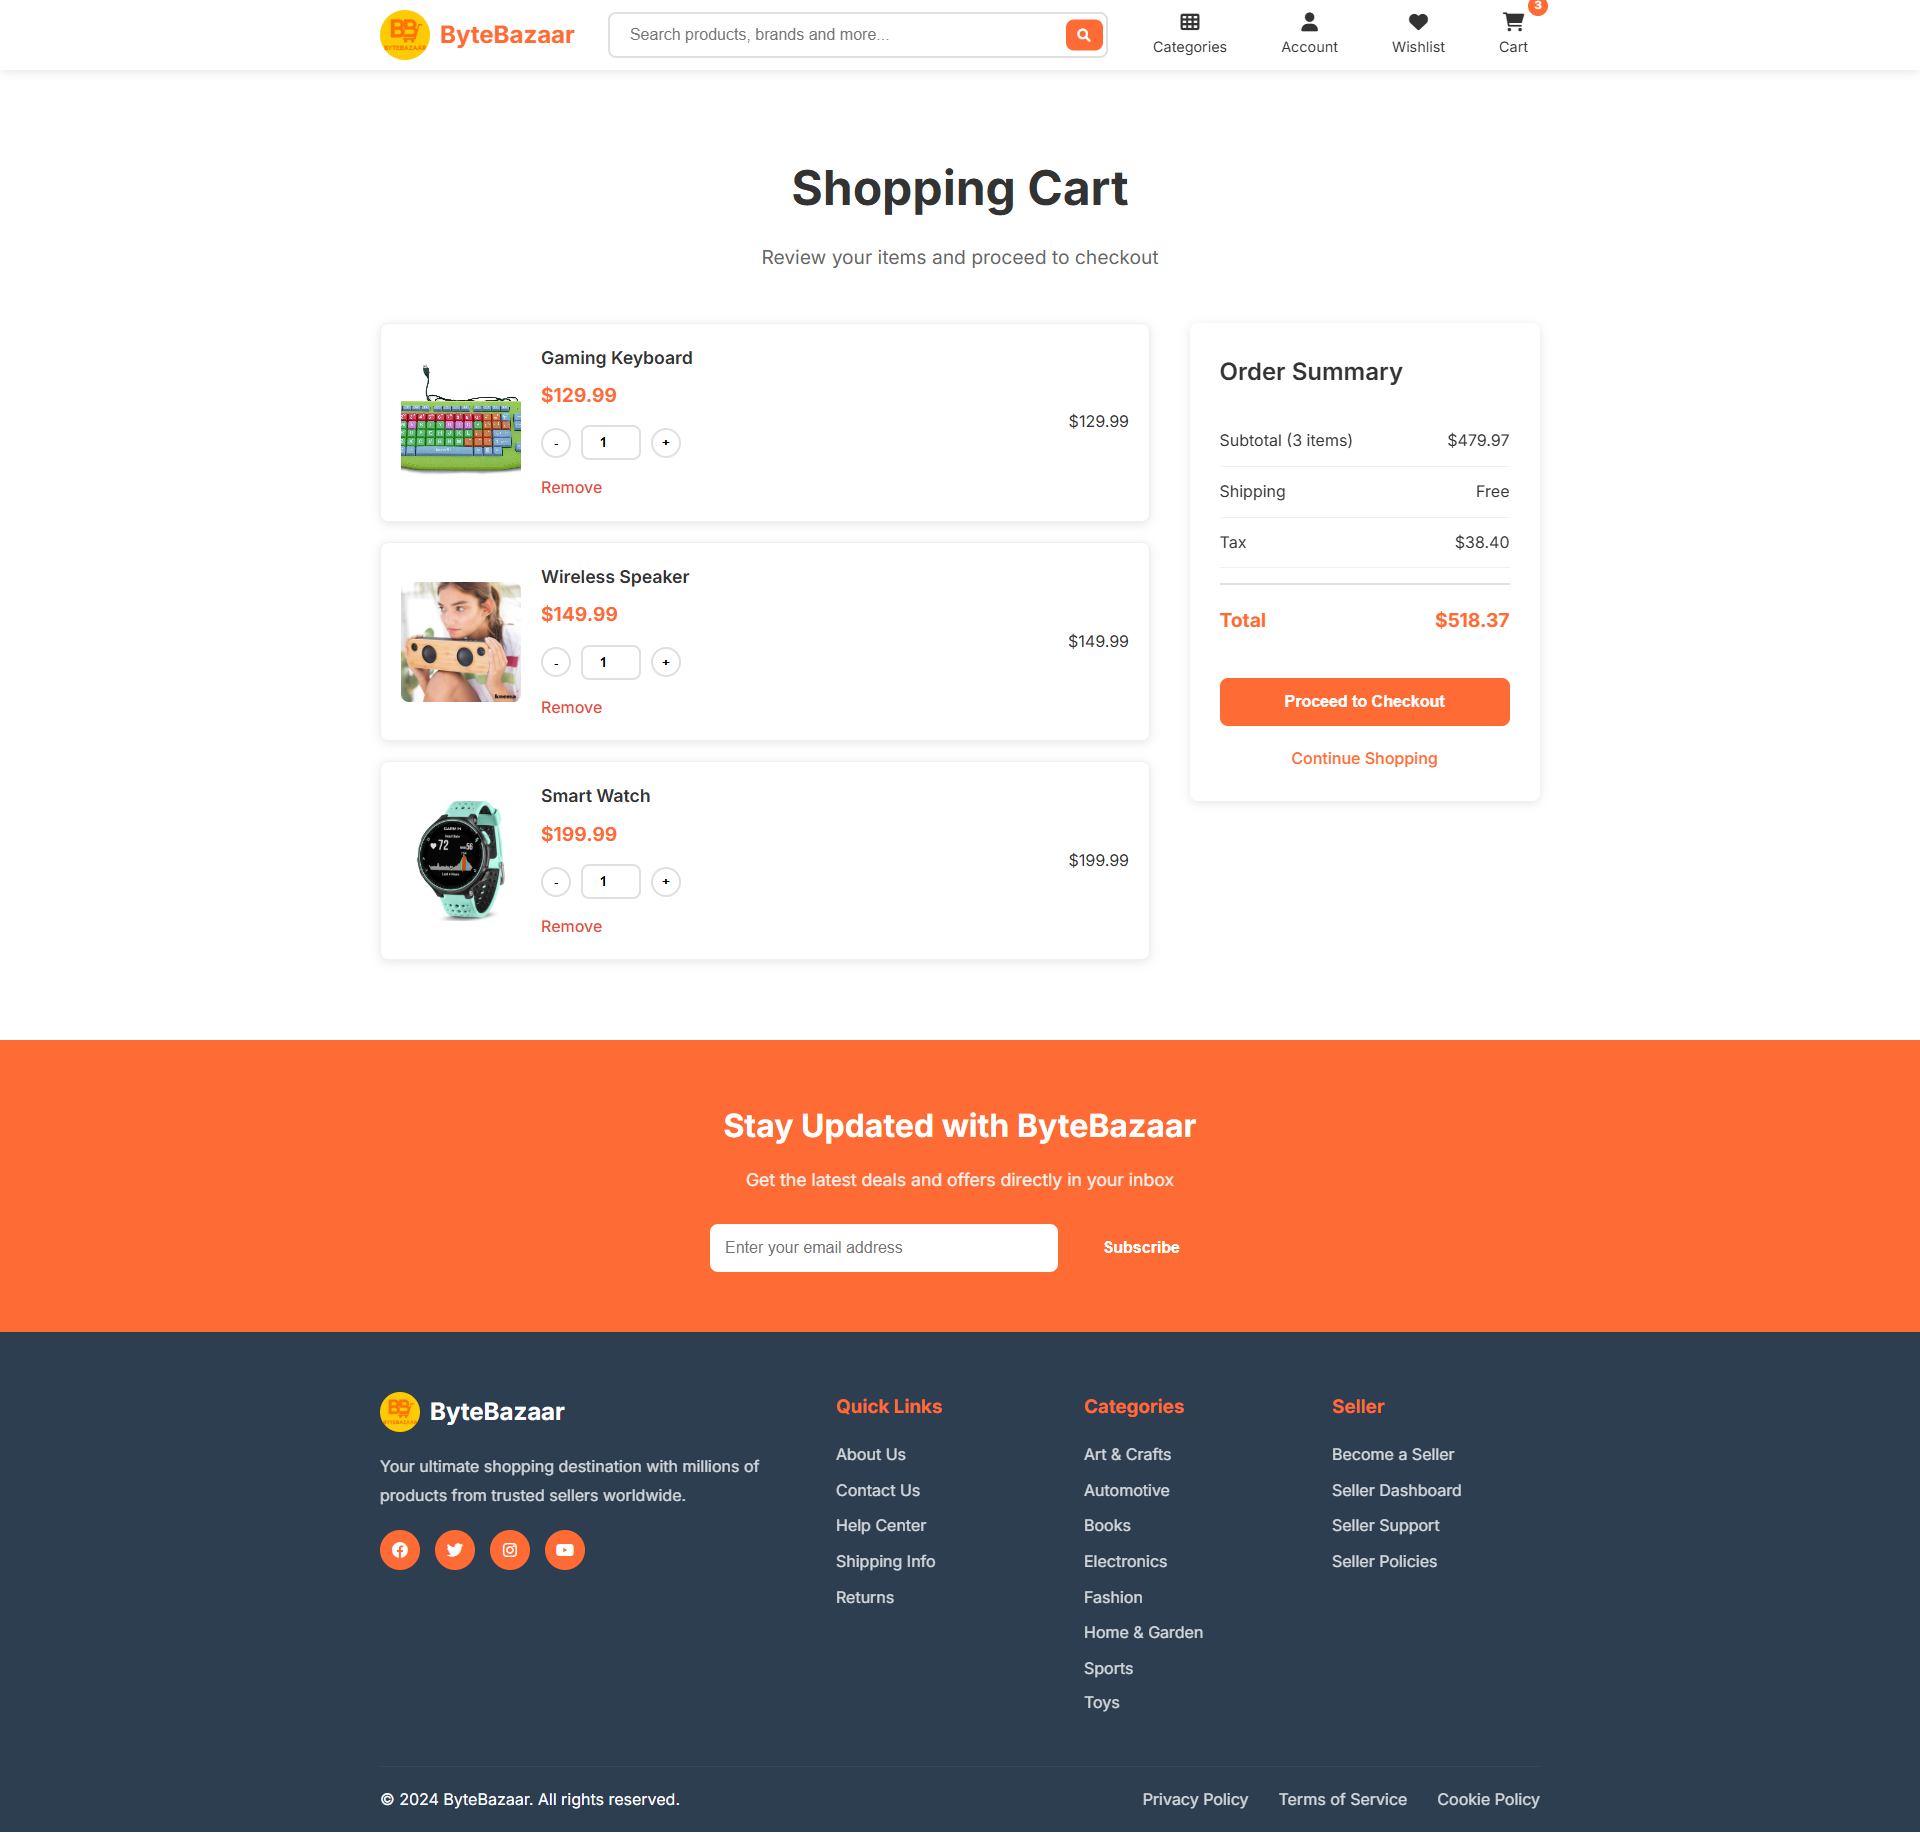 BB
BYTEBAZAAR
ByteBazaar
Search products, brands and more...
Categories
Account
Wishlist
3
Cart
Shopping Cart
Review your items and proceed to checkout
Gaming Keyboard
$129.99
- 1 +
Remove
$129.99
Wireless Speaker
$149.99
- 1 +
Remove
$149.99
Smart Watch
$199.99
- 1 +
Remove
$199.99
GARMIN
72
56
Order Summary
Subtotal (3 items) $479.97
Shipping Free
Tax $38.40
Total $518.37
Proceed to Checkout
Continue Shopping
Stay Updated with ByteBazaar
Get the latest deals and offers directly in your inbox
Enter your email address
Subscribe
BB
BYTEBAZAAR
ByteBazaar
Your ultimate shopping destination with millions of
products from trusted sellers worldwide.
Quick Links
About Us
Contact Us
Help Center
Shipping Info
Returns
Categories
Art & Crafts
Automotive
Books
Electronics
Fashion
Home & Garden
Sports
Toys
Seller
Become a Seller
Seller Dashboard
Seller Support
Seller Policies
© 2024 ByteBazaar. All rights reserved.
Privacy Policy
Terms of Service
Cookie Policy